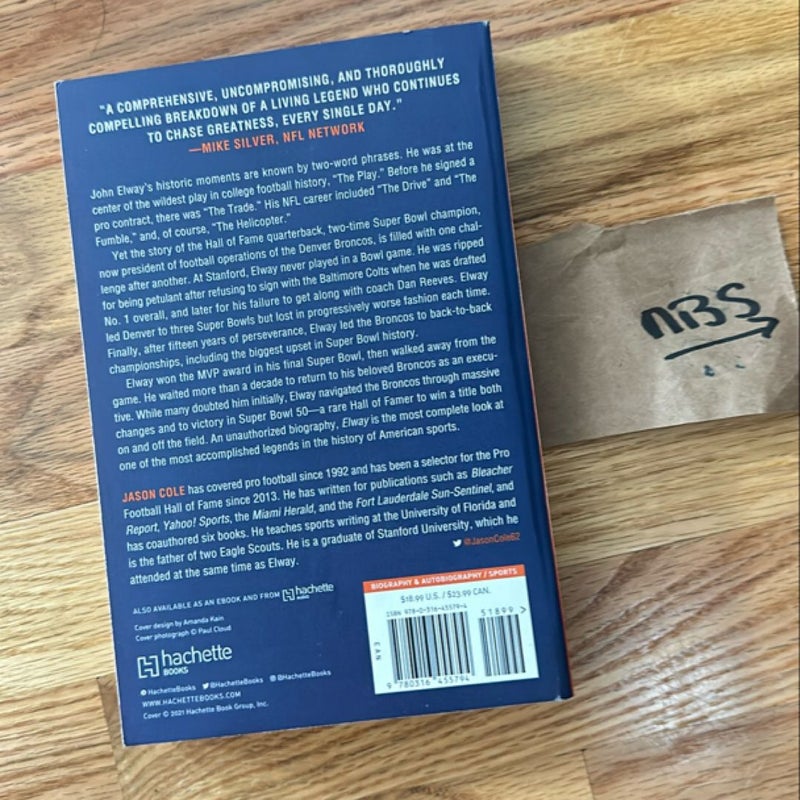 "A COMPREHENSIVE, UNCOMPROMISING, AND THOROUGHLY
COMPELLING BREAKDOWN OF A LIVING LEGEND WHO CONTINUES
TO CHASE GREATNESS, EVERY SINGLE DAY."
—MIKE SILVER, NFL NETWORK
John Elway's historic moments are known by two-word phrases. He was at the
center of the wildest play in college football history, "The Play." Before he signed a
pro contract, there was "The Trade." His NFL career included "The Drive" and "The
Fumble," and, of course, "The Helicopter."
Yet the story of the Hall of Fame quarterback, two-time Super Bowl champion,
now president of football operations of the Denver Broncos, is filled with one chal-
lenge after another. At Stanford, Elway never played in a Bowl game. He was ripped
for being petulant after refusing to sign with the Baltimore Colts when he was drafted
No. 1 overall, and later for his failure to get along with coach Dan Reeves. Elway
led Denver to three Super Bowls but lost in progressively worse fashion each time.
Finally, after fifteen years of perseverance, Elway led the Broncos to back-to-back
championships, including the biggest upset in Super Bowl history.
Elway won the MVP award in his final Super Bowl, then walked away from the
game. He waited more than a decade to return to his beloved Broncos as an execu-
tive. While many doubted him initially, Elway navigated the Broncos through massive
changes and to victory in Super Bowl 50—a rare Hall of Famer to win a title both
on and off the field. An unauthorized biography, Elway is the most complete look at
one of the most accomplished legends in the history of American sports.
JASON COLE has covered pro football since 1992 and has been a selector for the Pro
Football Hall of Fame since 2013. He has written for publications such as Bleacher
Report, Yahoo! Sports, the Miami Herald, and the Fort Lauderdale Sun-Sentinel, and
has coauthored six books. He teaches sports writing at the University of Florida and
is the father of two Eagle Scouts. He is a graduate of Stanford University, which he
attended at the same time as Elway.
@JasonCole62
ALSO AVAILABLE AS AN EBOOK AND FROM hachette AUDIO
Cover design by Amanda Kain
Cover photograph © Paul Cloud
hachette
BOOKS
HachetteBooks @HachetteBooks @HachetteBooks
WWW.HACHETTEBOOKS.COM
Cover © 2021 Hachette Book Group, Inc.
BIOGRAPHY & AUTOBIOGRAPHY / SPORTS
$18.99 U.S. / $23.99 CAN.
ISBN 978-0-316-45579-4
51899 >
EAN
9 780316 455794
NBS